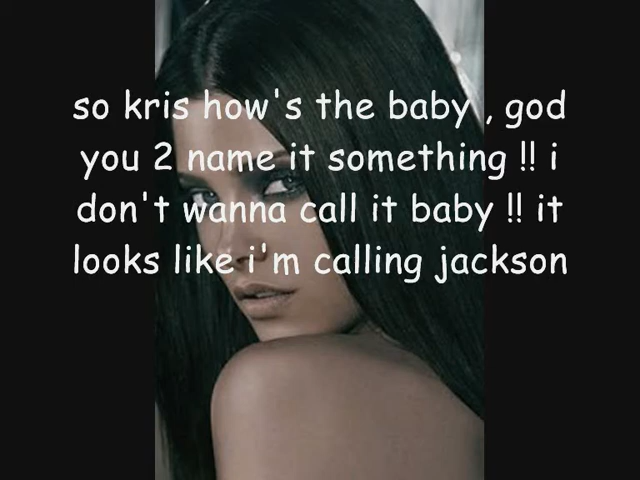 so kris how's the baby , god
you 2 name it something !! i
don't wanna call it baby !! it
looks like i'm calling jackson